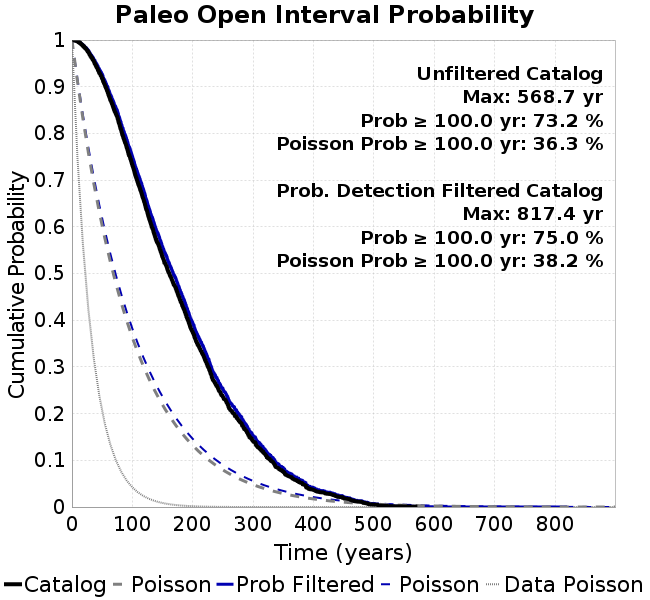 Paleo Open Interval Probability
Unfiltered Catalog
Max: 568.7 yr
Prob ≥ 100.0 yr: 73.2 %
Poisson Prob ≥ 100.0 yr: 36.3 %
Prob. Detection Filtered Catalog
Max: 817.4 yr
Prob ≥ 100.0 yr: 75.0 %
Poisson Prob ≥ 100.0 yr: 38.2 %
Cumulative Probability
1
0.9
0.8
0.7
0.6
0.5
0.4
0.3
0.2
0.1
0
0 100 200 300 400 500 600 700 800
Time (years)
Catalog Poisson Prob Filtered Poisson Data Poisson